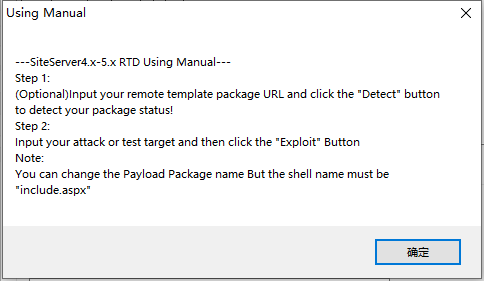 Using Manual
---SiteServer4.x-5.x RTD Using Manual---
Step 1:
(Optional)Input your remote template package URL and click the "Detect" button
to detect your package status!
Step 2:
Input your attack or test target and then click the "Exploit" Button
Note:
You can change the Payload Package name But the shell name must be
"include.aspx"
确定